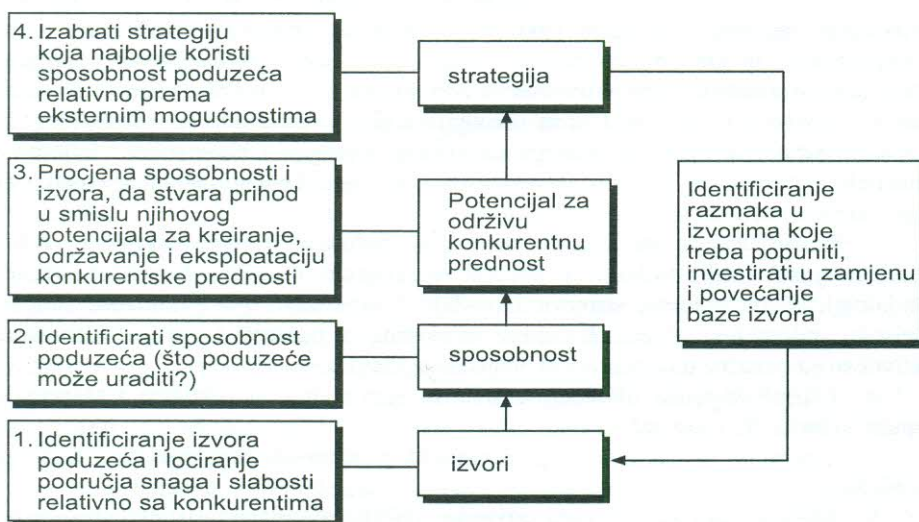 4. Izabrati strategiju
koja najbolje koristi
sposobnost poduzeća
relativno prema
eksternim mogućnostima
strategija
3. Procjena sposobnosti i
izvora, da stvara prihod
u smislu njihovog
potencijala za kreiranje,
održavanje i eksploataciju
konkurentske prednosti
Potencijal za
održivu
konkurentnu
prednost
Identificiranje
razmaka u
izvorima koje
treba popuniti,
investirati u zamjenu
i povećanje
baze izvora
2. Identificirati sposobnost
poduzeća (što poduzeće
može uraditi?)
sposobnost
1. Identificiranje izvora
poduzeća i lociranje
područja snaga i slabosti
relativno sa konkurentima
izvori